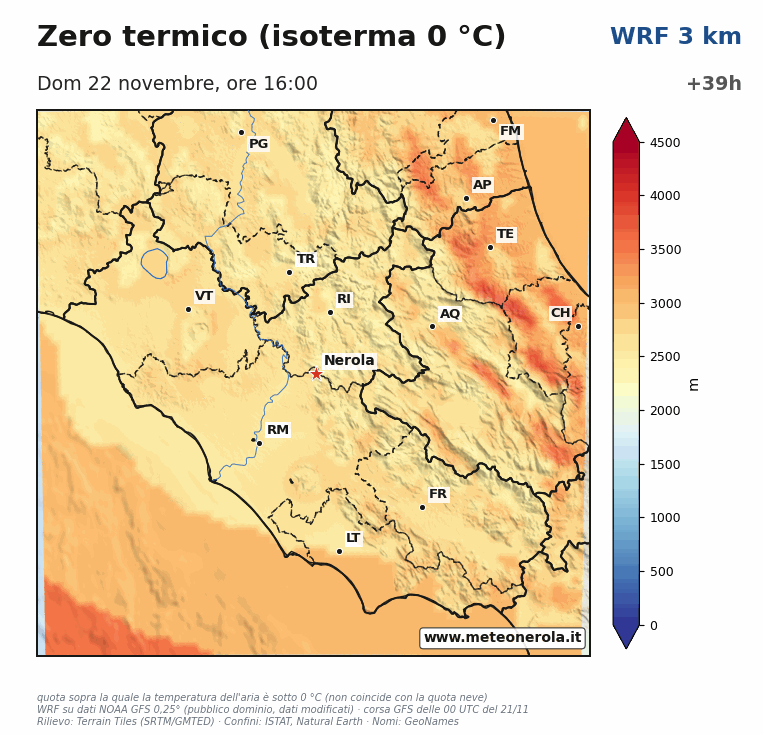 Zero termico (isoterma 0 °C)
WRF 3 km
Dom 22 novembre, ore 16:00
+39h
FM
PG
AP
TE
TR
VT
RI
AQ
CH
Nerola
RM
FR
LT
www.meteonerola.it
4500
4000
3500
3000
2500
2000
1500
1000
500
0
m
quota sopra la quale la temperatura dell'aria è sotto 0 °C (non coincide con la quota neve)
WRF su dati NOAA GFS 0,25° (pubblico dominio, dati modificati) · corsa GFS delle 00 UTC del 21/11
Rilievo: Terrain Tiles (SRTM/GMTED) · Confini: ISTAT, Natural Earth · Nomi: GeoNames